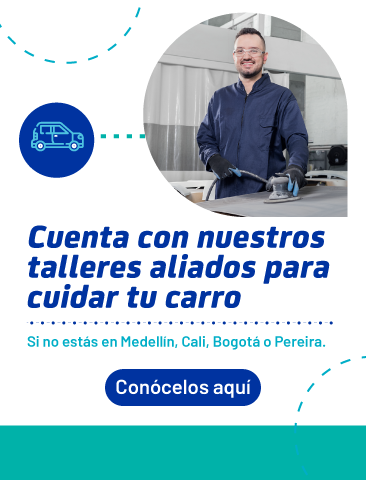 Cuenta con nuestros
talleres aliados para
cuidar tu carro
Si no estás en Medellín, Cali, Bogotá o Pereira.
Conócelos aquí